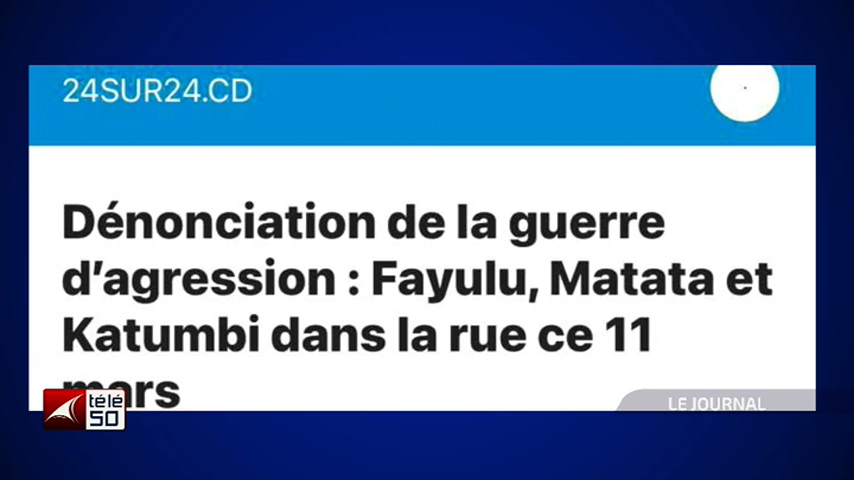 24SUR24.CD
Dénonciation de la guerre
d’agression : Fayulu, Matata et
Katumbi dans la rue ce 11
mars
télé
50
LE JOURNAL